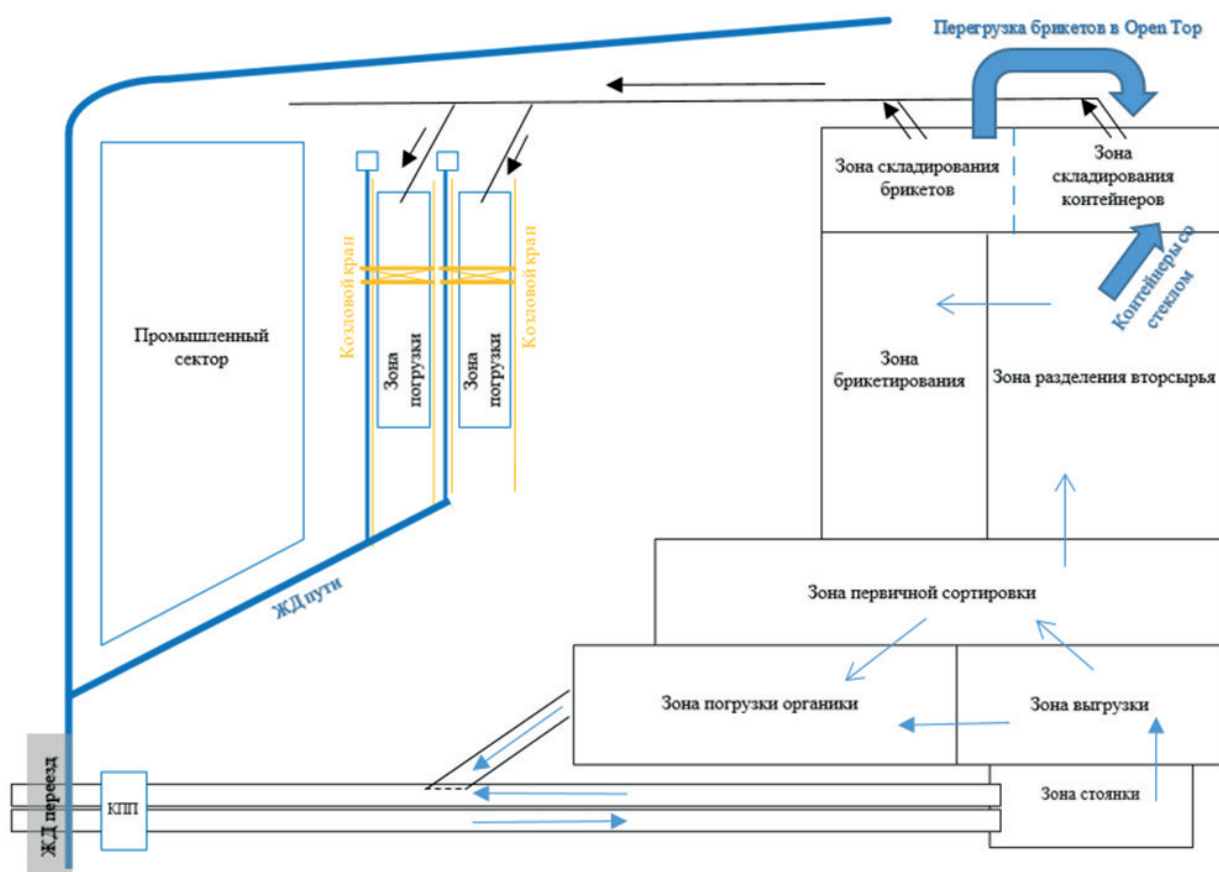 Перегрузка брикетов в Open Top
Зона складирования
брикетов
Зона
складирования
контейнеров
Контейнеры со
стеклом
Козловой кран
Козловой кран
Промышленный
сектор
Зона
погрузки
Зона
погрузки
Зона
брикетирования
Зона разделения вторсырья
ЖД пути
Зона первичной сортировки
Зона погрузки органики
Зона выгрузки
ЖД переезд
КПП
Зона стоянки